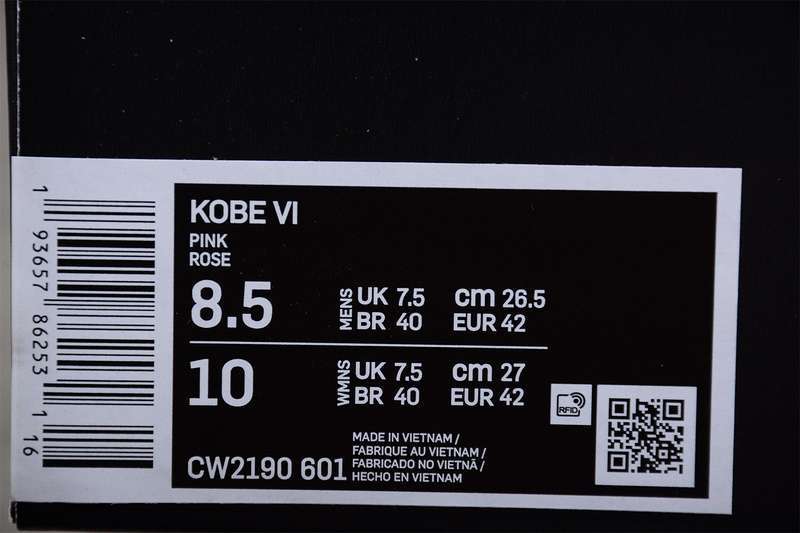 1 93657 86253 1 16
KOBE VI
PINK
ROSE
8.5 MENS UK 7.5 cm 26.5
BR 40 EUR 42
10 WMNS UK 7.5 cm 27
BR 40 EUR 42
RFID
CW2190 601
MADE IN VIETNAM /
FABRIQUE AU VIETNAM /
FABRICADO NO VIETNÃ /
HECHO EN VIETNAM